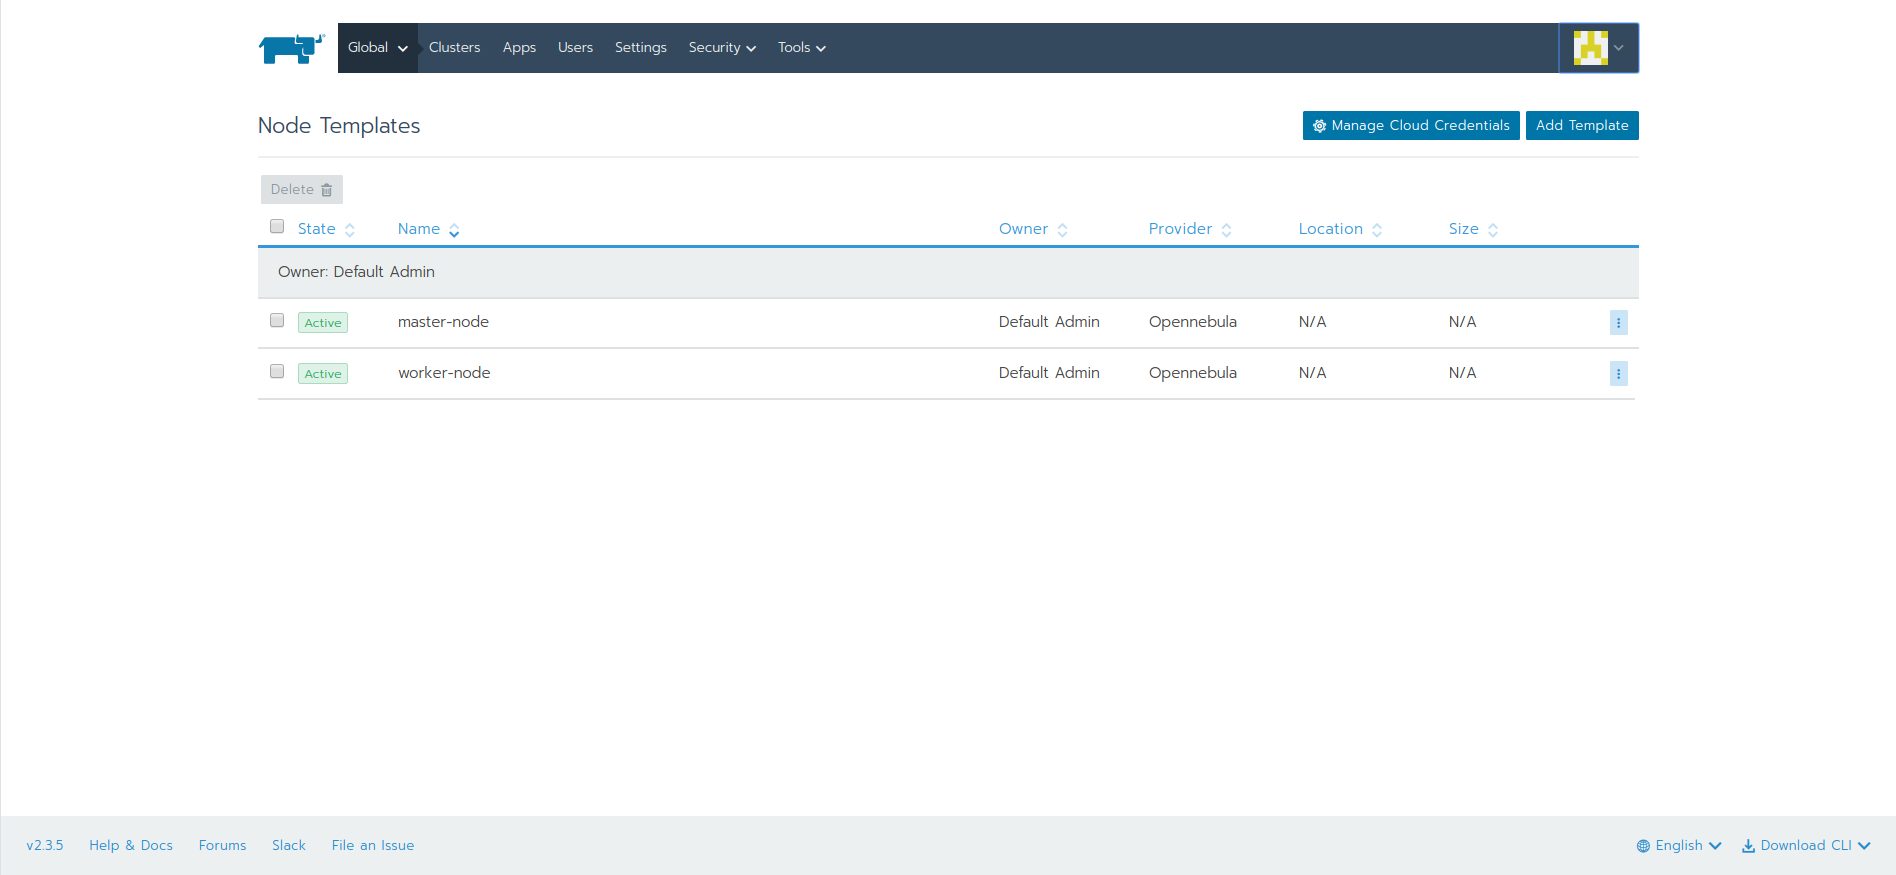 Global Clusters Apps Users Settings Security Tools
Node Templates Manage Cloud Credentials Add Template
Delete
State Name Owner Provider Location Size
Owner: Default Admin
Active master-node Default Admin Opennebula N/A N/A
Active worker-node Default Admin Opennebula N/A N/A
v2.3.5 Help & Docs Forums Slack File an Issue English Download CLI